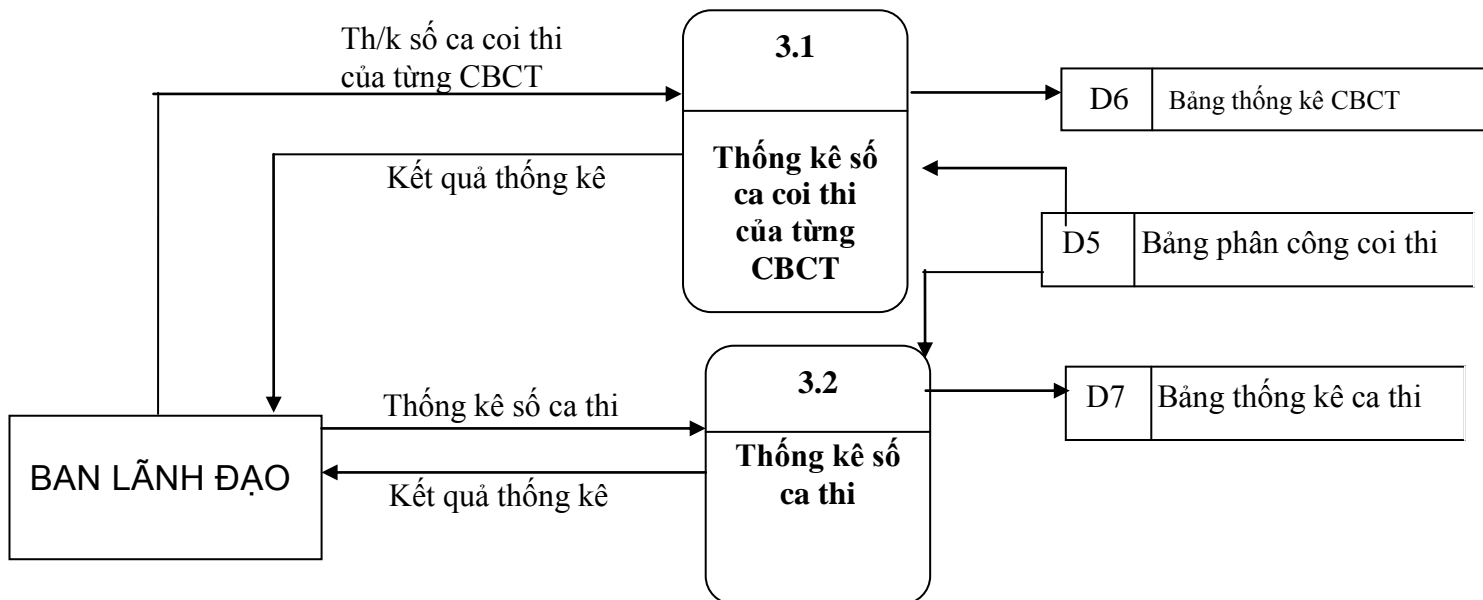 Th/k số ca coi thi
của từng CBCT
3.1
D6 Bảng thống kê CBCT
Thống kê số
ca coi thi
của từng
CBCT
Kết quả thống kê
D5 Bảng phân công coi thi
3.2
D7 Bảng thống kê ca thi
Thống kê số ca thi
Thống kê số
ca thi
BAN LÃNH ĐẠO
Kết quả thống kê